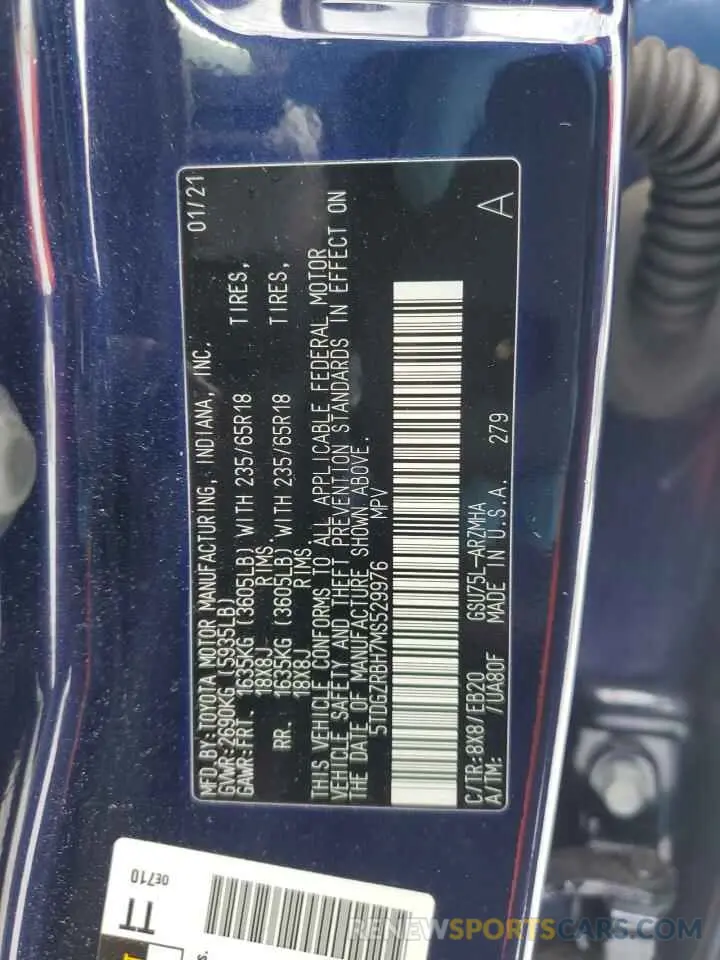 MFD.BY:TOYOTA MOTOR MANUFACTURING, INDIANA, INC. 01/21
GVWR:2690KG (5935LB)
GAWR:FRT. 1635KG (3605LB) WITH 235/65R18 TIRES,
18X8J RIMS
RR. 1635KG (3605LB) WITH 235/65R18 TIRES,
18X8J RIMS
THIS VEHICLE CONFORMS TO ALL APPLICABLE FEDERAL MOTOR
VEHICLE SAFETY AND THEFT PREVENTION STANDARDS IN EFFECT ON
THE DATE OF MANUFACTURE SHOWN ABOVE.
5TDGZRBH7MS529976 MPV
C/TR:8X8/EB20 GSU75L-ARZMHA A
A/TM: /UA80F MADE IN U.S.A. 279
0E710
TT
RENEWSPORTSCARS.COM